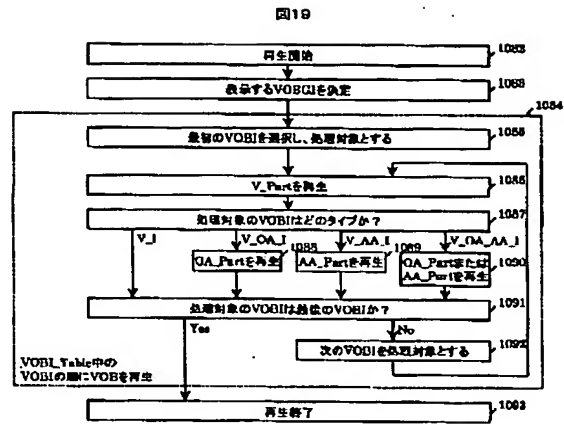 図19
再生開始
1082
表示するVOBGIを決定
1083
1084
最初のVOBIを選択し、処理対象とする
1085
V_Partを再生
1086
処理対象のVOBIはどのタイプか?
1087
V_I
V_OA_I
V_AA_I
V_OA_AA_I
1088
OA_Partを再生
1089
AA_Partを再生
OA_Partまたは
AA_Partを再生
1090
処理対象のVOBIは最後のVOBIか?
1091
Yes
No
次のVOBIを処理対象とする
1092
VOBI_Table中の
VOBIの順にVOBを再生
再生終了
1093